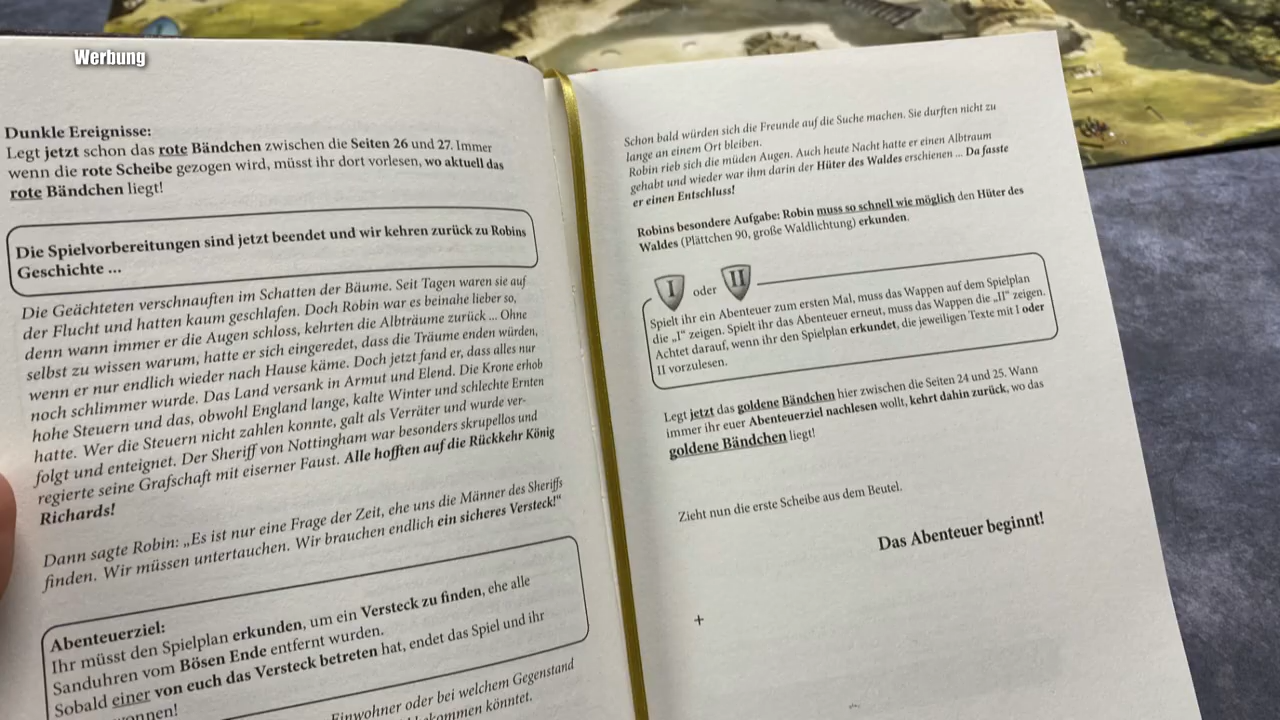 Werbung
Dunkle Ereignisse:
Legt jetzt schon das rote Bändchen zwischen die Seiten 26 und 27. Immer
wenn die rote Scheibe gezogen wird, müsst ihr dort vorlesen, wo aktuell das
rote Bändchen liegt!
Die Spielvorbereitungen sind jetzt beendet und wir kehren zurück zu Robins
Geschichte ...
Die Geächteten verschnauften im Schatten der Bäume. Seit Tagen waren sie auf
der Flucht und hatten kaum geschlafen. Doch Robin war es beinahe lieber so,
denn wann immer er die Augen schloss, kehrten die Albträume zurück ... Ohne
selbst zu wissen warum, hatte er sich eingeredet, dass die Träume enden würden,
wenn er nur endlich wieder nach Hause käme. Doch jetzt fand er, dass alles nur
noch schlimmer wurde. Das Land versank in Armut und Elend. Die Krone erhob
hohe Steuern und das, obwohl England lange, kalte Winter und schlechte Ernten
hatte. Wer die Steuern nicht zahlen konnte, galt als Verräter und wurde ver-
folgt und enteignet. Der Sheriff von Nottingham war besonders skrupellos und
regierte seine Grafschaft mit eiserner Faust. Alle hofften auf die Rückkehr König
Richards!
Dann sagte Robin: „Es ist nur eine Frage der Zeit, ehe uns die Männer des Sheriffs
finden. Wir müssen untertauchen. Wir brauchen endlich ein sicheres Versteck!“
Abenteuerziel:
Ihr müsst den Spielplan erkunden, um ein Versteck zu finden, ehe alle
Sanduhren vom Bösen Ende entfernt wurden.
Sobald einer von euch das Versteck betreten hat, endet das Spiel und ihr
Einwohner oder bei welchem Gegenstand
könntet.
Schon bald würden sich die Freunde auf die Suche machen. Sie durften nicht zu
lange an einem Ort bleiben.
Robin rieb sich die müden Augen. Auch heute Nacht hatte er einen Albtraum
gehabt und wieder war ihm darin der Hüter des Waldes erschienen ... Da fasste
er einen Entschluss!
Robins besondere Aufgabe: Robin muss so schnell wie möglich den Hüter des
Waldes (Plättchen 90, große Waldlichtung) erkunden.
I oder II
Spielt ihr ein Abenteuer zum ersten Mal, muss das Wappen auf dem Spielplan
die „I“ zeigen. Spielt ihr das Abenteuer erneut, muss das Wappen die „II“ zeigen.
Achtet darauf, wenn ihr den Spielplan erkundet, die jeweiligen Texte mit I oder
II vorzulesen.
Legt jetzt das goldene Bändchen hier zwischen die Seiten 24 und 25. Wann
immer ihr euer Abenteuerziel nachlesen wollt, kehrt dahin zurück, wo das
goldene Bändchen liegt!
Zieht nun die erste Scheibe aus dem Beutel.
Das Abenteuer beginnt!
+